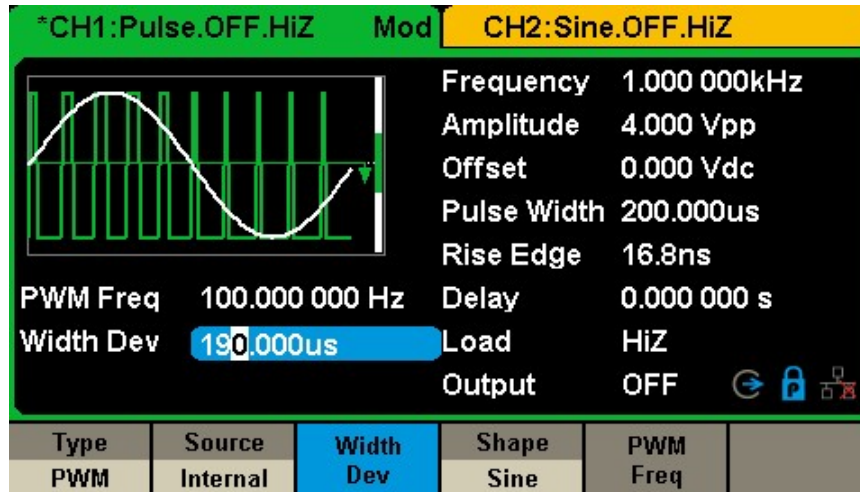 *CH1:Pulse.OFF.HiZ Mod
CH2:Sine.OFF.HiZ
Frequency 1.000 000kHz
Amplitude 4.000 Vpp
Offset 0.000 Vdc
Pulse Width 200.000us
Rise Edge 16.8ns
PWM Freq 100.000 000 Hz
Delay 0.000 000 s
Width Dev 190.000us
Load HiZ
Output OFF
P
Type
PWM
Source
Internal
Width
Dev
Shape
Sine
PWM
Freq